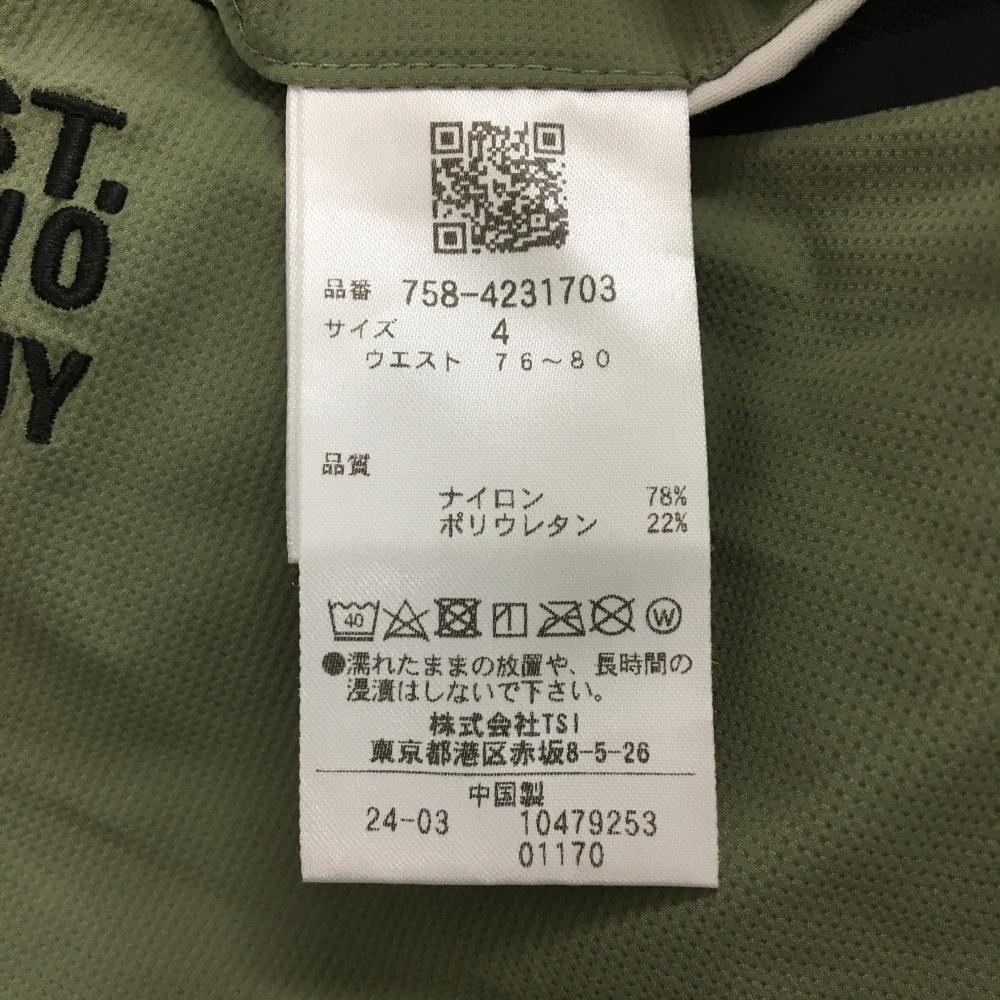 ST.
10
品番 758-4231703
サイズ 4
ウエスト 76～80
品質
ナイロン 78%
ポリウレタン 22%
40
W
●濡れたままの放置や、長時間の
浸漬はしないで下さい。
株式会社TSI
東京都港区赤坂8-5-26
中国製
24-03 10479253
01170